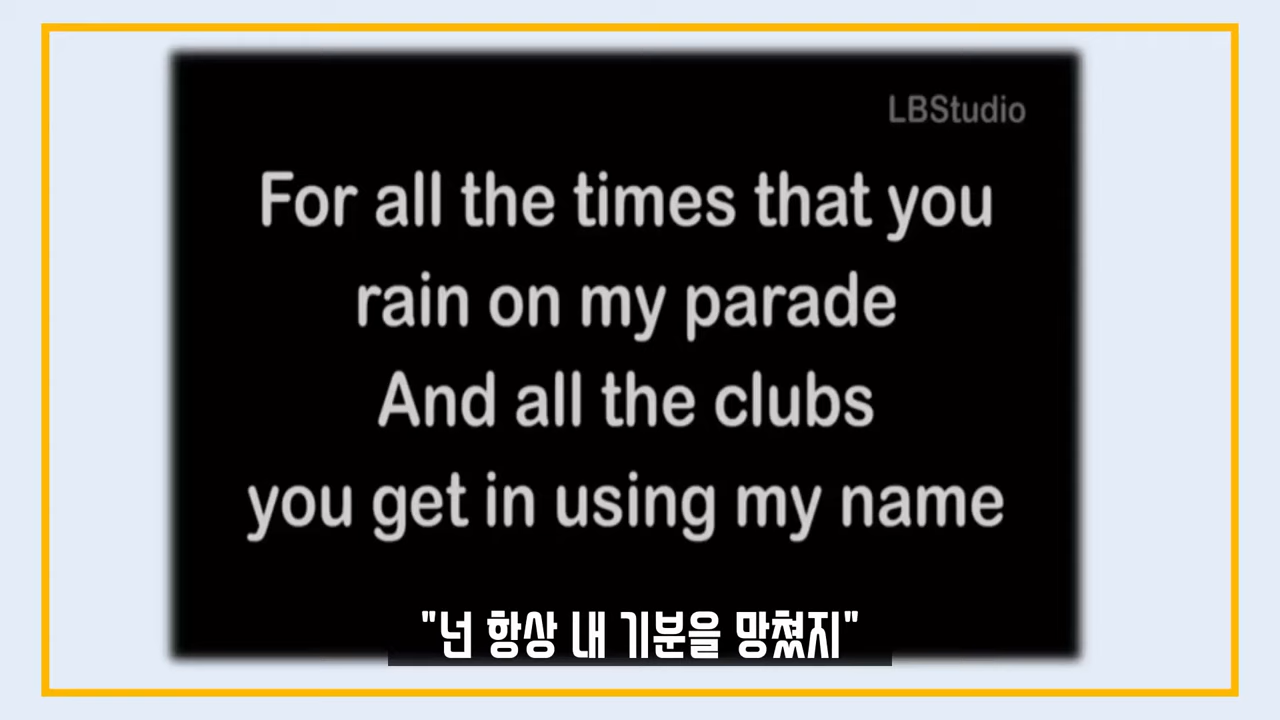 LBStudio
For all the times that you
rain on my parade
And all the clubs
you get in using my name
"넌 항상 내 기분을 망쳤지"